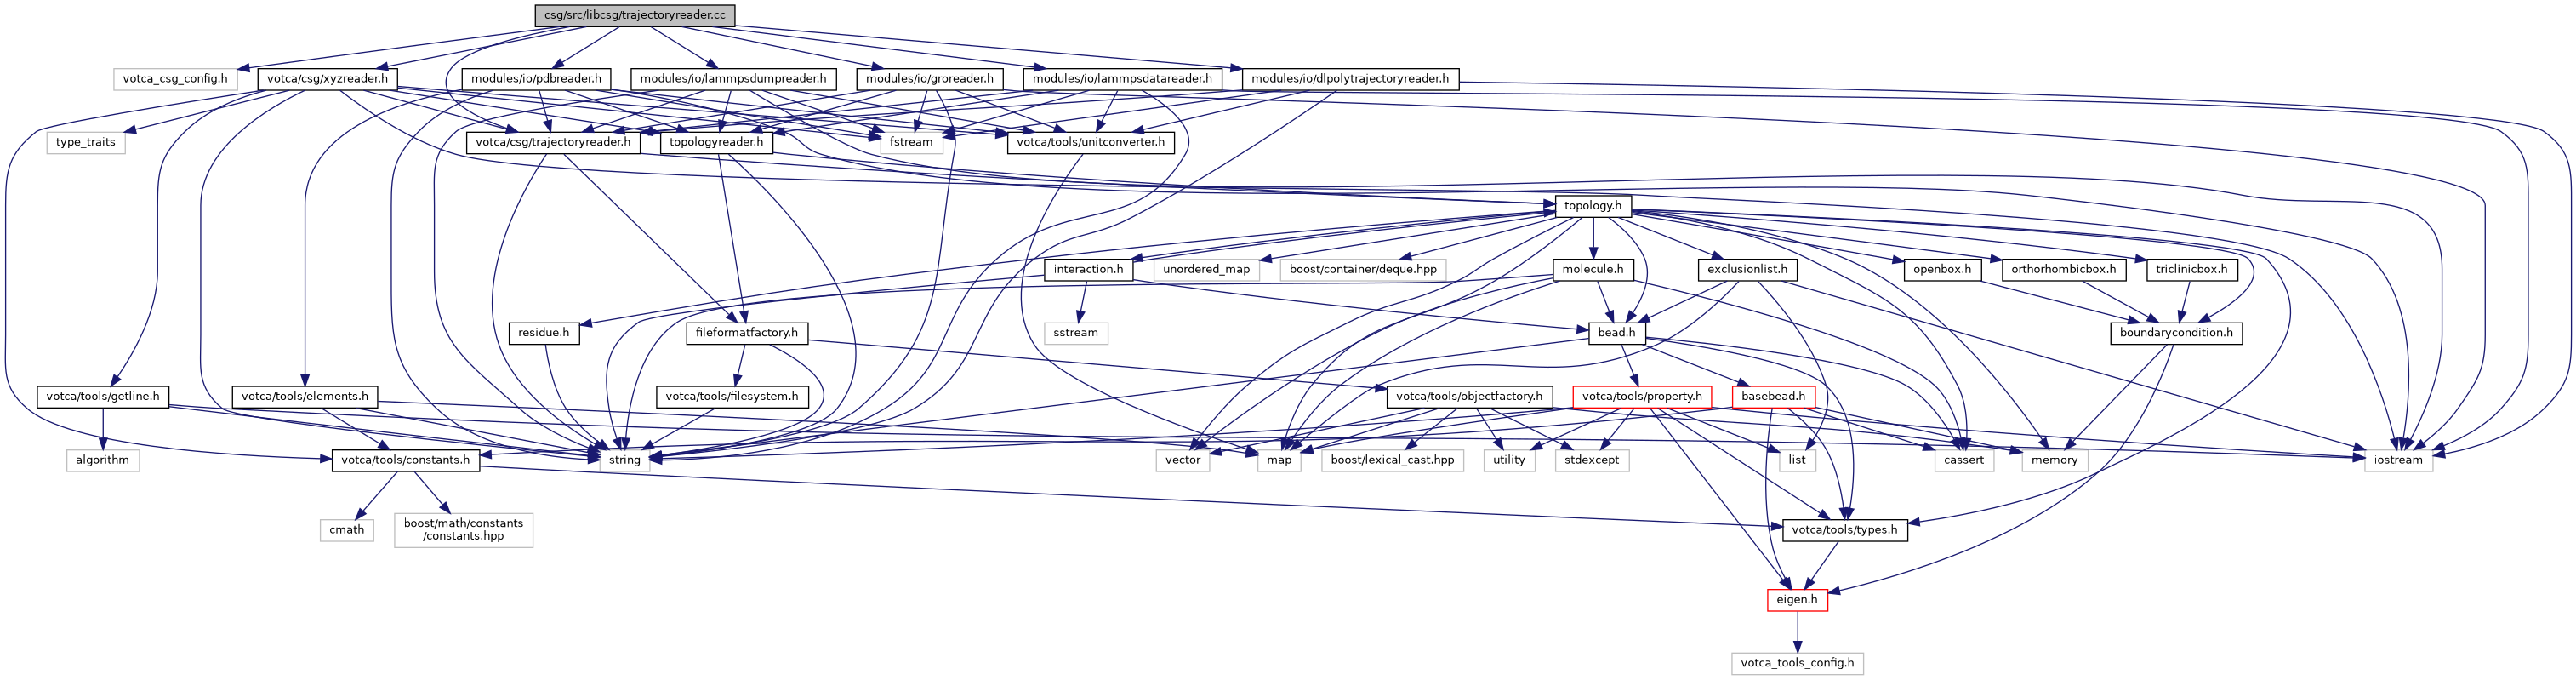 csg/src/libcsg/trajectoryreader.cc
votca_csg_config.h
votca/csg/xyzreader.h
modules/io/pdbreader.h
modules/io/lammpsdumpreader.h
modules/io/groreader.h
modules/io/lammpsdatareader.h
modules/io/dlpolytrajectoryreader.h
type_traits
votca/csg/trajectoryreader.h
topologyreader.h
fstream
votca/tools/unitconverter.h
topology.h
interaction.h
unordered_map
boost/container/deque.hpp
molecule.h
exclusionlist.h
openbox.h
orthorhombicbox.h
triclinicbox.h
residue.h
fileformatfactory.h
sstream
bead.h
boundarycondition.h
votca/tools/getline.h
votca/tools/elements.h
votca/tools/filesystem.h
votca/tools/objectfactory.h
votca/tools/property.h
basebead.h
algorithm
votca/tools/constants.h
string
vector
map
boost/lexical_cast.hpp
utility
stdexcept
list
cassert
memory
iostream
cmath
boost/math/constants
/constants.hpp
votca/tools/types.h
eigen.h
votca_tools_config.h